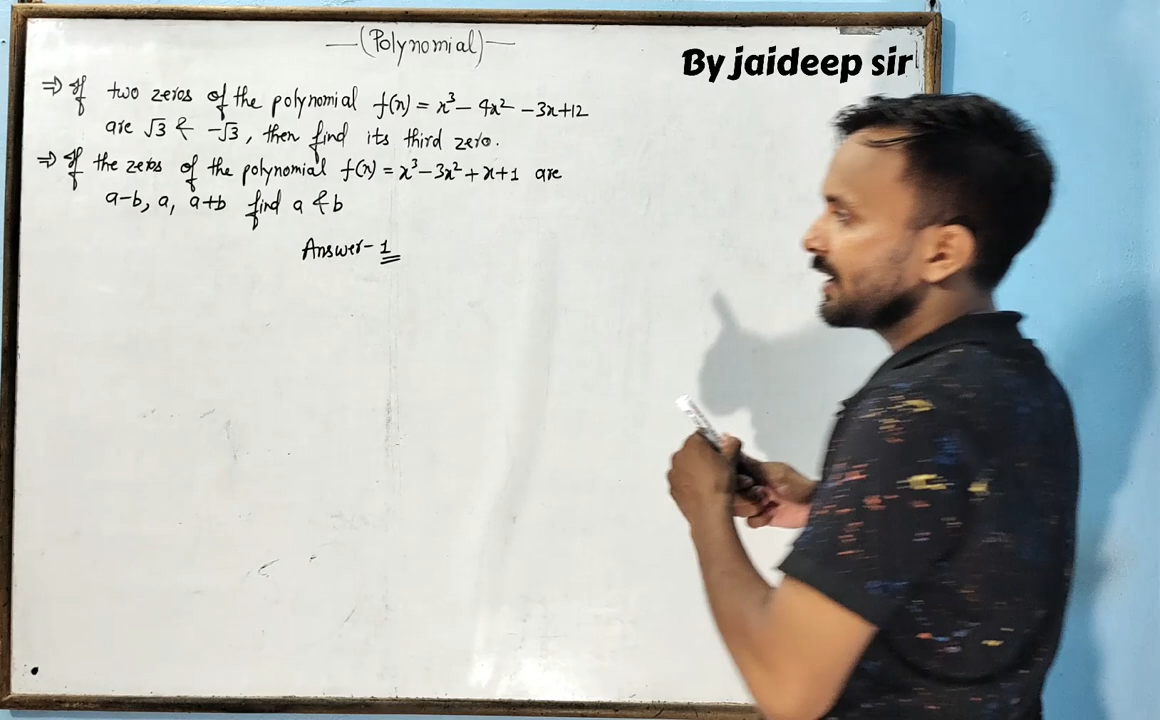 —(Polynomial)—
By jaideep sir
⇒ If two zeros of the polynomial f(x) = x³ - 4x² - 3x+12
are √3 & -√3, then find its third zero.
⇒ If the zeros of the polynomial f(x) = x³ - 3x² + x + 1 are
a-b, a, a+b find a & b
Answer - 1